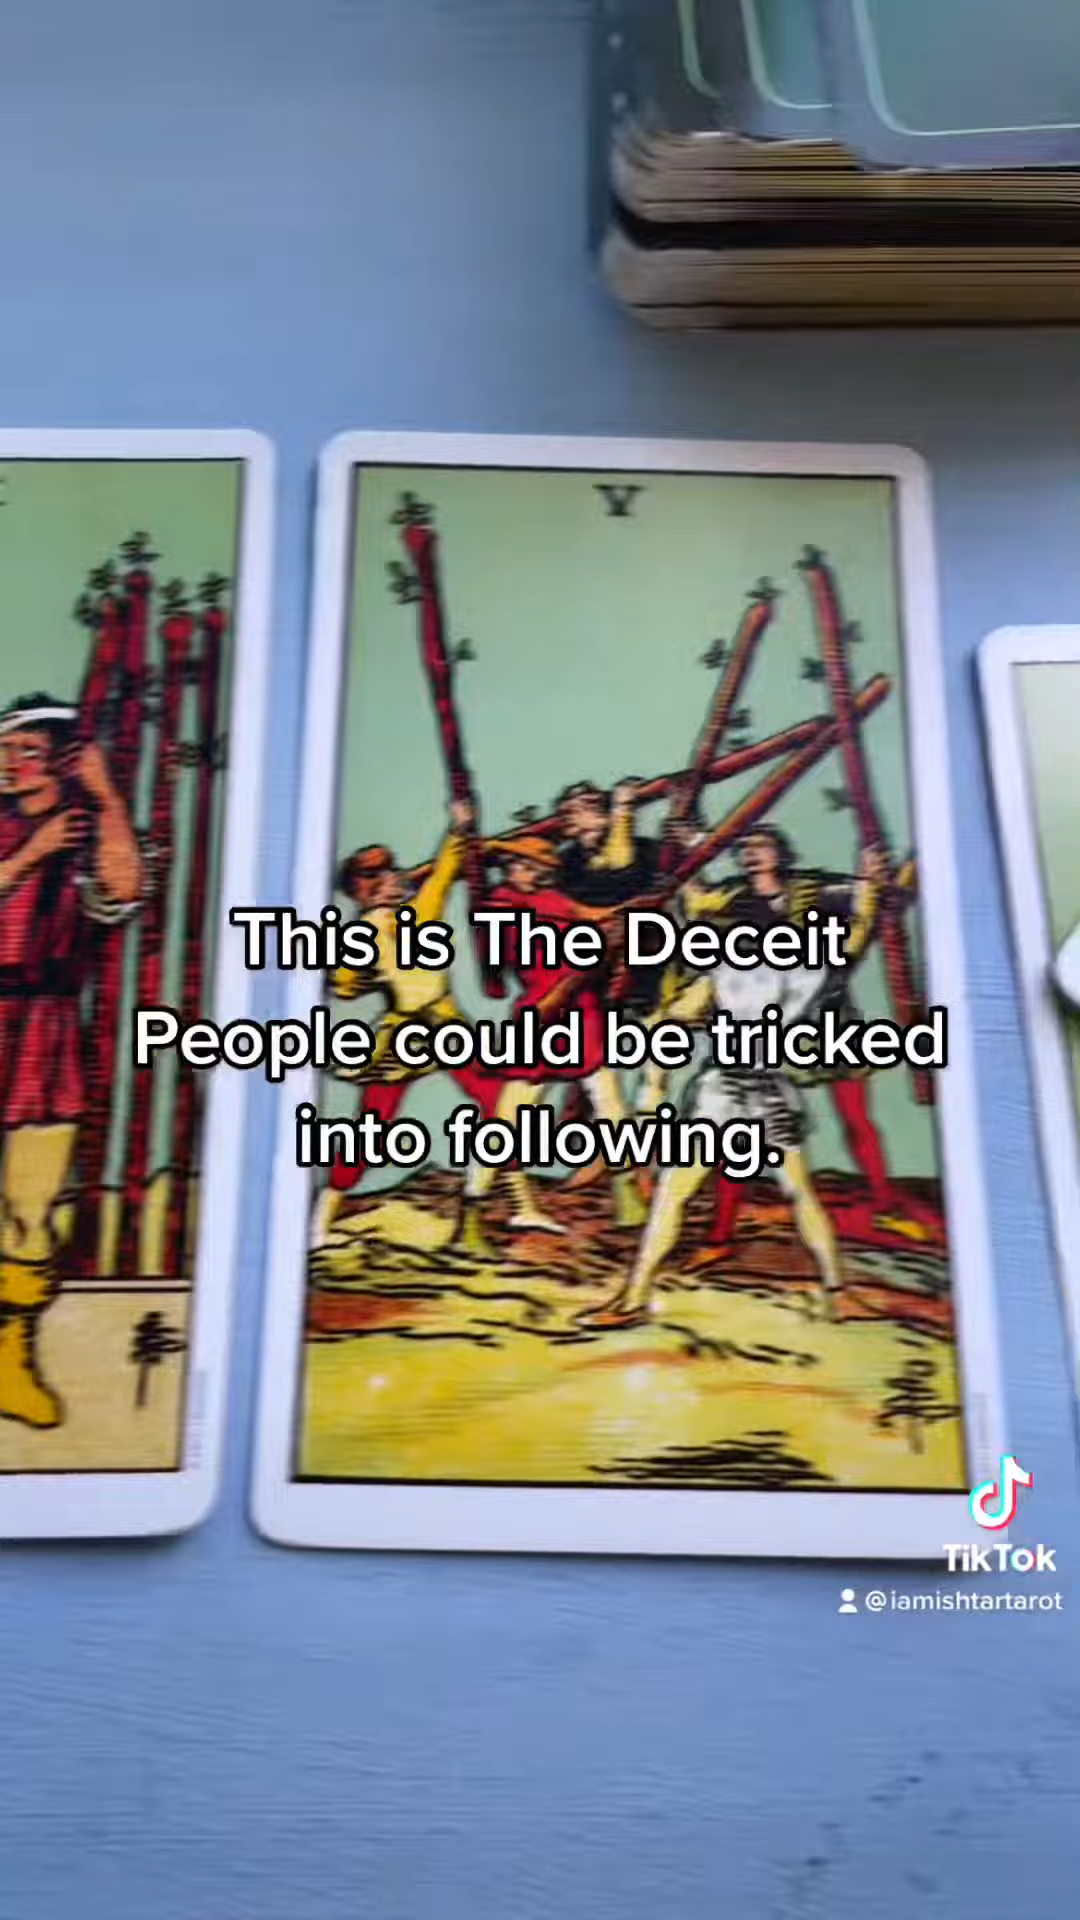 V
This is The Deceit
People could be tricked
into following.
TikTok
@iamishtartarot